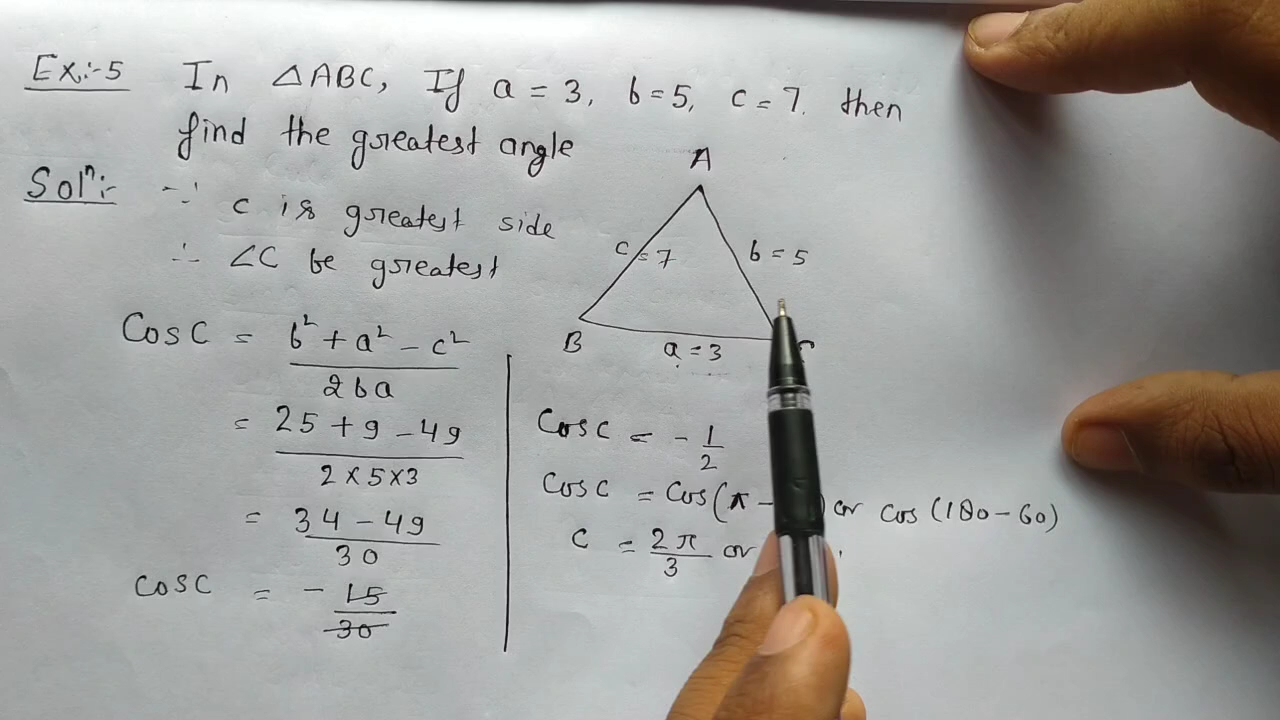 Ex:-5 In △ABC, If a = 3, b = 5, c = 7. then
find the greatest angle
Solⁿ:- ∵ c is greatest side
∴ ∠C be greatest
A
c = 7
b = 5
B
a = 3
Cos C = b² + a² - c² / 2ba
= 25 + 9 - 49 / 2 × 5 × 3
= 34 - 49 / 30
Cos C = - 15 / 30
Cos C = - 1/2
Cos C = Cos(π - ) or cos (180 - 60)
C = 2π/3 or